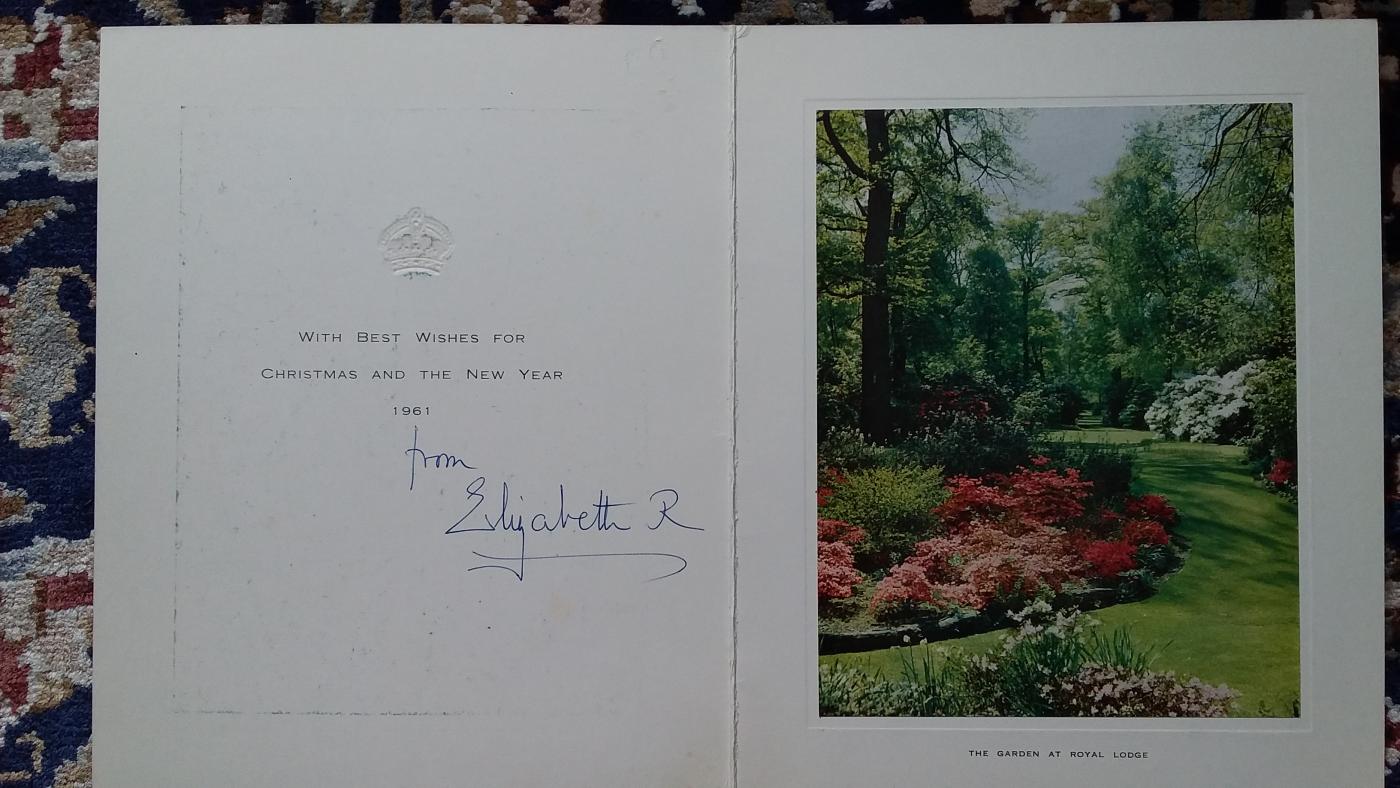 With Best Wishes for
Christmas and the New Year
1961
from
Elizabeth R
THE GARDEN AT ROYAL LODGE